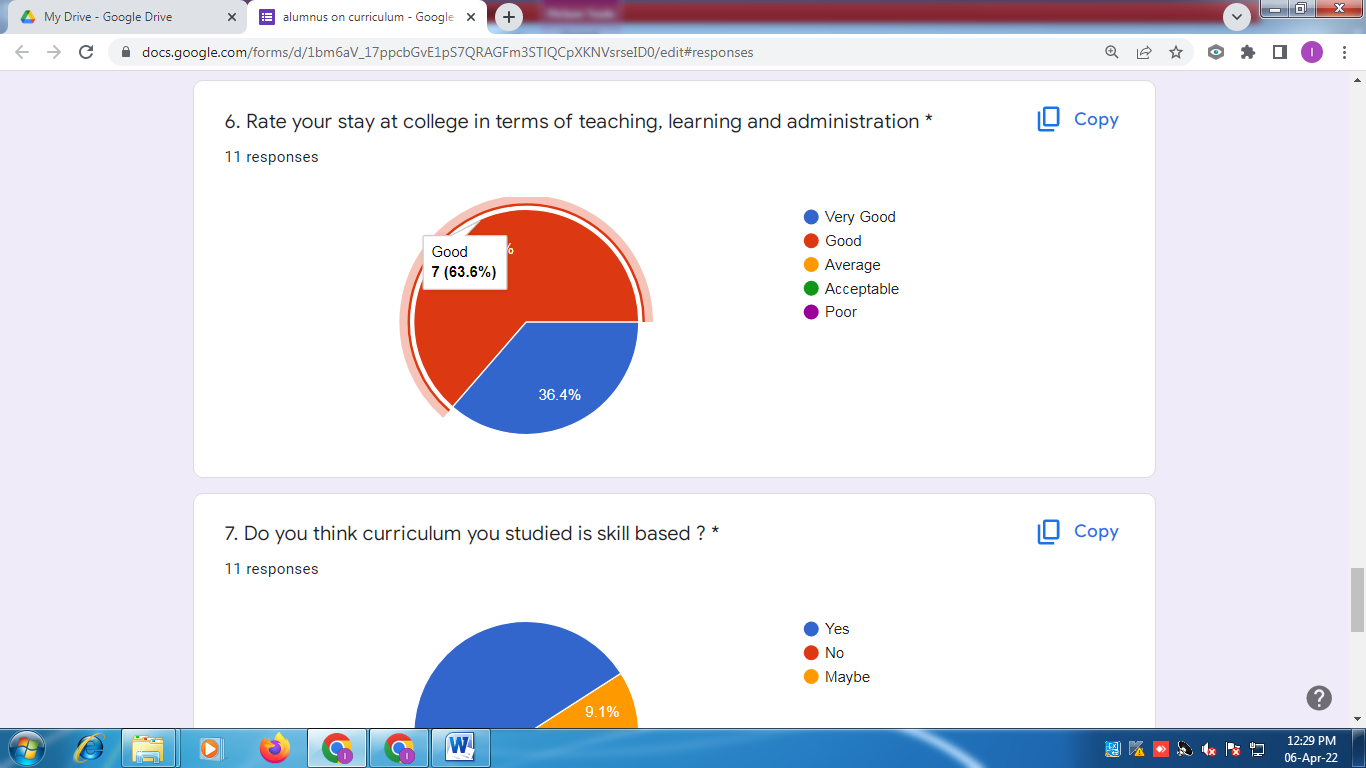 My Drive - Google Drive
alumnus on curriculum - Google
docs.google.com/forms/d/1bm6aV_17ppcbGvE1pS7QRAGFm3STlQCpXKNVsrseID0/edit#responses
6. Rate your stay at college in terms of teaching, learning and administration *
Copy
11 responses
Good
7 (63.6%)
%
36.4%
Very Good
Good
Average
Acceptable
Poor
7. Do you think curriculum you studied is skill based ? *
Copy
11 responses
9.1%
Yes
No
Maybe
12:29 PM
06-Apr-22